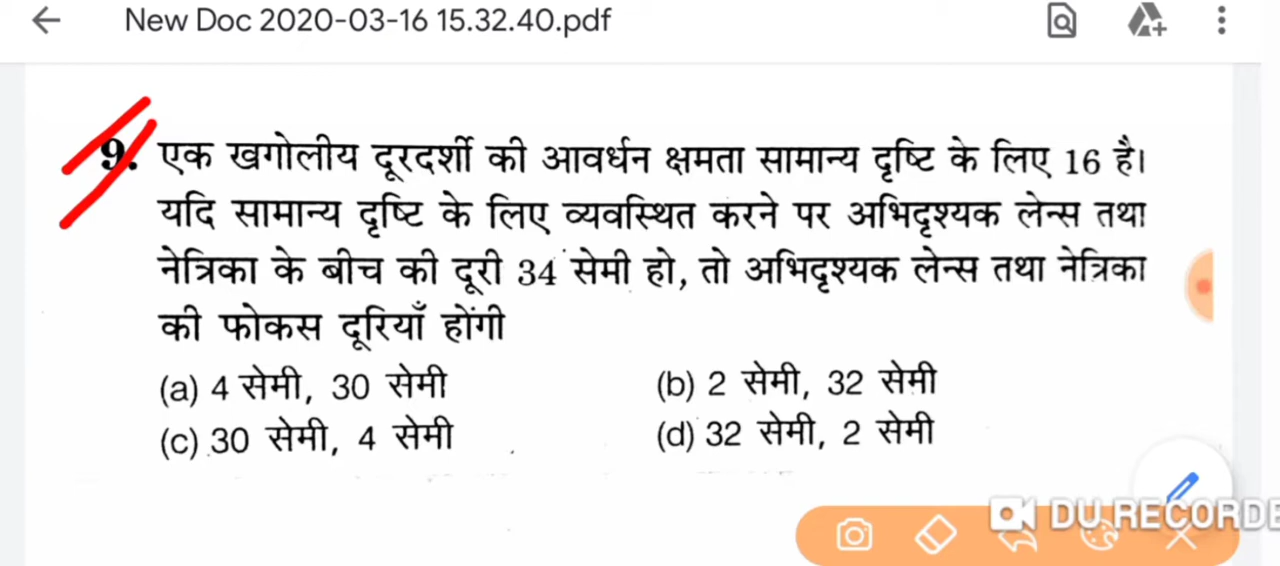 New Doc 2020-03-16 15.32.40.pdf
9. एक खगोलीय दूरदर्शी की आवर्धन क्षमता सामान्य दृष्टि के लिए 16 है।
यदि सामान्य दृष्टि के लिए व्यवस्थित करने पर अभिदृश्यक लेन्स तथा
नेत्रिका के बीच की दूरी 34 सेमी हो, तो अभिदृश्यक लेन्स तथा नेत्रिका
की फोकस दूरियाँ होंगी
(a) 4 सेमी, 30 सेमी (b) 2 सेमी, 32 सेमी
(c) 30 सेमी, 4 सेमी (d) 32 सेमी, 2 सेमी
DU RECORDE